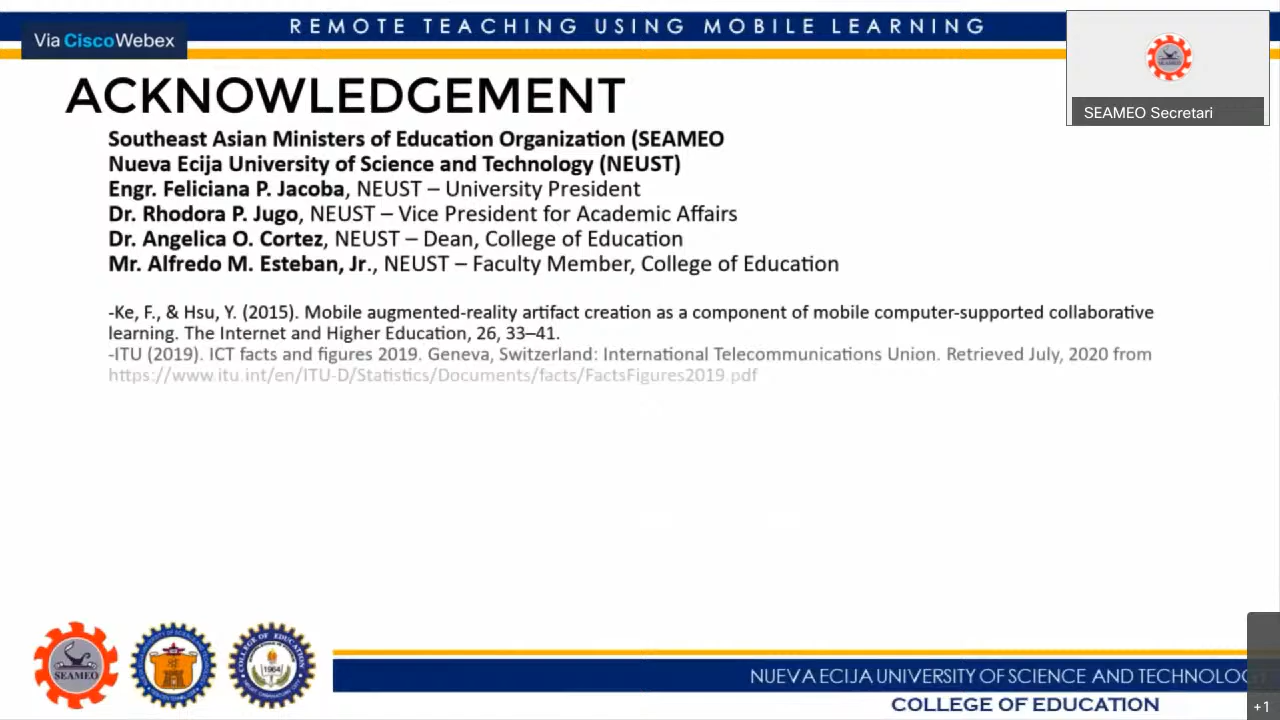 REMOTE TEACHING USING MOBILE LEARNING
Via CiscoWebex
SEAMEO
SEAMEO Secretari
ACKNOWLEDGEMENT
Southeast Asian Ministers of Education Organization (SEAMEO
Nueva Ecija University of Science and Technology (NEUST)
Engr. Feliciana P. Jacoba, NEUST – University President
Dr. Rhodora P. Jugo, NEUST – Vice President for Academic Affairs
Dr. Angelica O. Cortez, NEUST – Dean, College of Education
Mr. Alfredo M. Esteban, Jr., NEUST – Faculty Member, College of Education
-Ke, F., & Hsu, Y. (2015). Mobile augmented-reality artifact creation as a component of mobile computer-supported collaborative
learning. The Internet and Higher Education, 26, 33–41.
-ITU (2019). ICT facts and figures 2019. Geneva, Switzerland: International Telecommunications Union. Retrieved July, 2020 from
https://www.itu.int/en/ITU-D/Statistics/Documents/facts/FactsFigures2019.pdf
SEAMEO
COLLEGE OF EDUCATION
1964
NUEVA ECIJA UNIVERSITY OF SCIENCE AND TECHNOLOGY
COLLEGE OF EDUCATION
+1